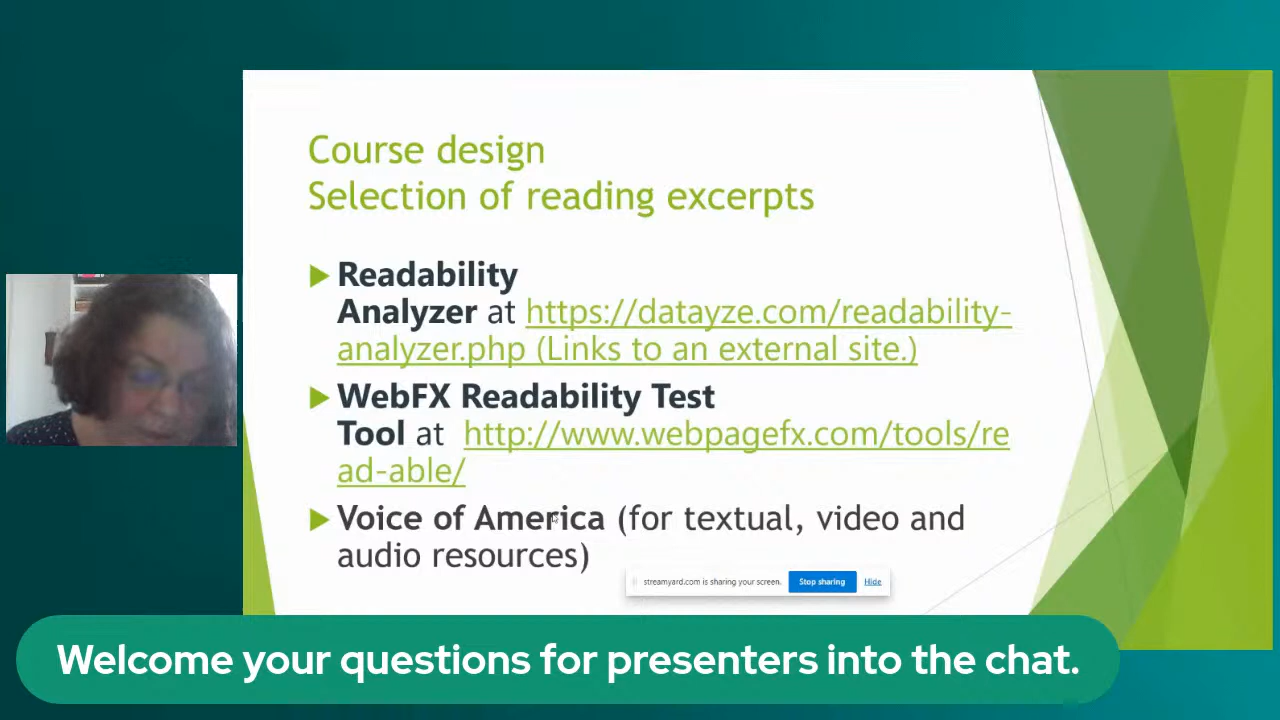 Course design
Selection of reading excerpts
Readability
Analyzer at https://datayze.com/readability-
analyzer.php (Links to an external site.)
WebFX Readability Test
Tool at http://www.webpagefx.com/tools/re
ad-able/
Voice of America (for textual, video and
audio resources)
streamyard.com is sharing your screen. Stop sharing Hide
Welcome your questions for presenters into the chat.